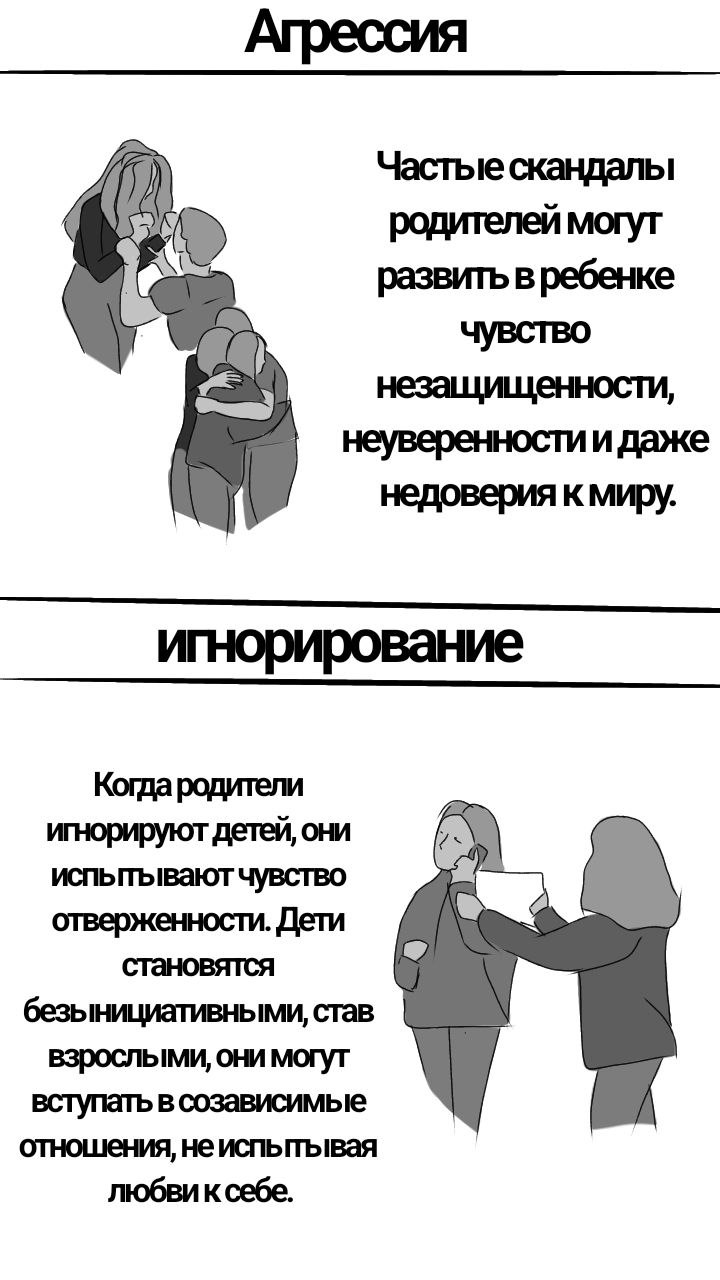 Агрессия
Частые скандалы
родителей могут
развить в ребенке
чувство
незащищенности,
неуверенности и даже
недоверия к миру.
игнорирование
Когда родители
игнорируют детей, они
испытывают чувство
отверженности. Дети
становятся
безынициативными, став
взрослыми, они могут
вступать в созависимые
отношения, не испытывая
любви к себе.